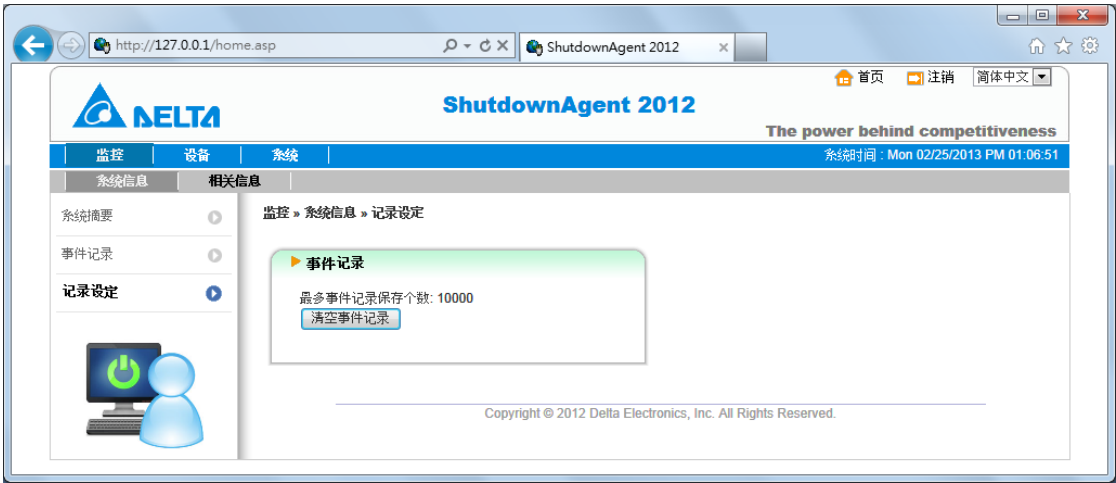 http://127.0.0.1/home.asp
ShutdownAgent 2012
首页 注销 简体中文
DELTA
ShutdownAgent 2012
The power behind competitiveness
监控 设备 系统
系统时间 : Mon 02/25/2013 PM 01:06:51
系统信息 相关信息
系统摘要
事件记录
记录设定
监控 » 系统信息 » 记录设定
事件记录
最多事件记录保存个数: 10000
清空事件记录
Copyright © 2012 Delta Electronics, Inc. All Rights Reserved.